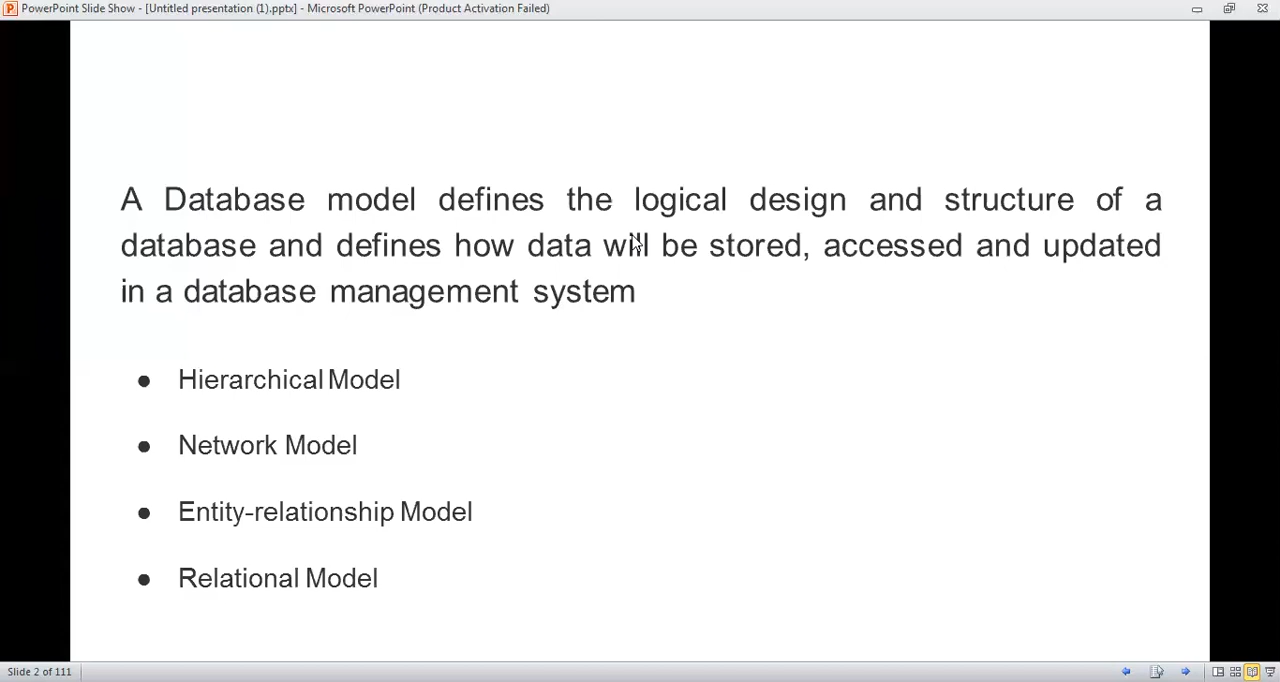 PowerPoint Slide Show - [Untitled presentation (1).pptx] - Microsoft PowerPoint (Product Activation Failed)
A Database model defines the logical design and structure of a
database and defines how data will be stored, accessed and updated
in a database management system
● Hierarchical Model
● Network Model
● Entity-relationship Model
● Relational Model
Slide 2 of 111